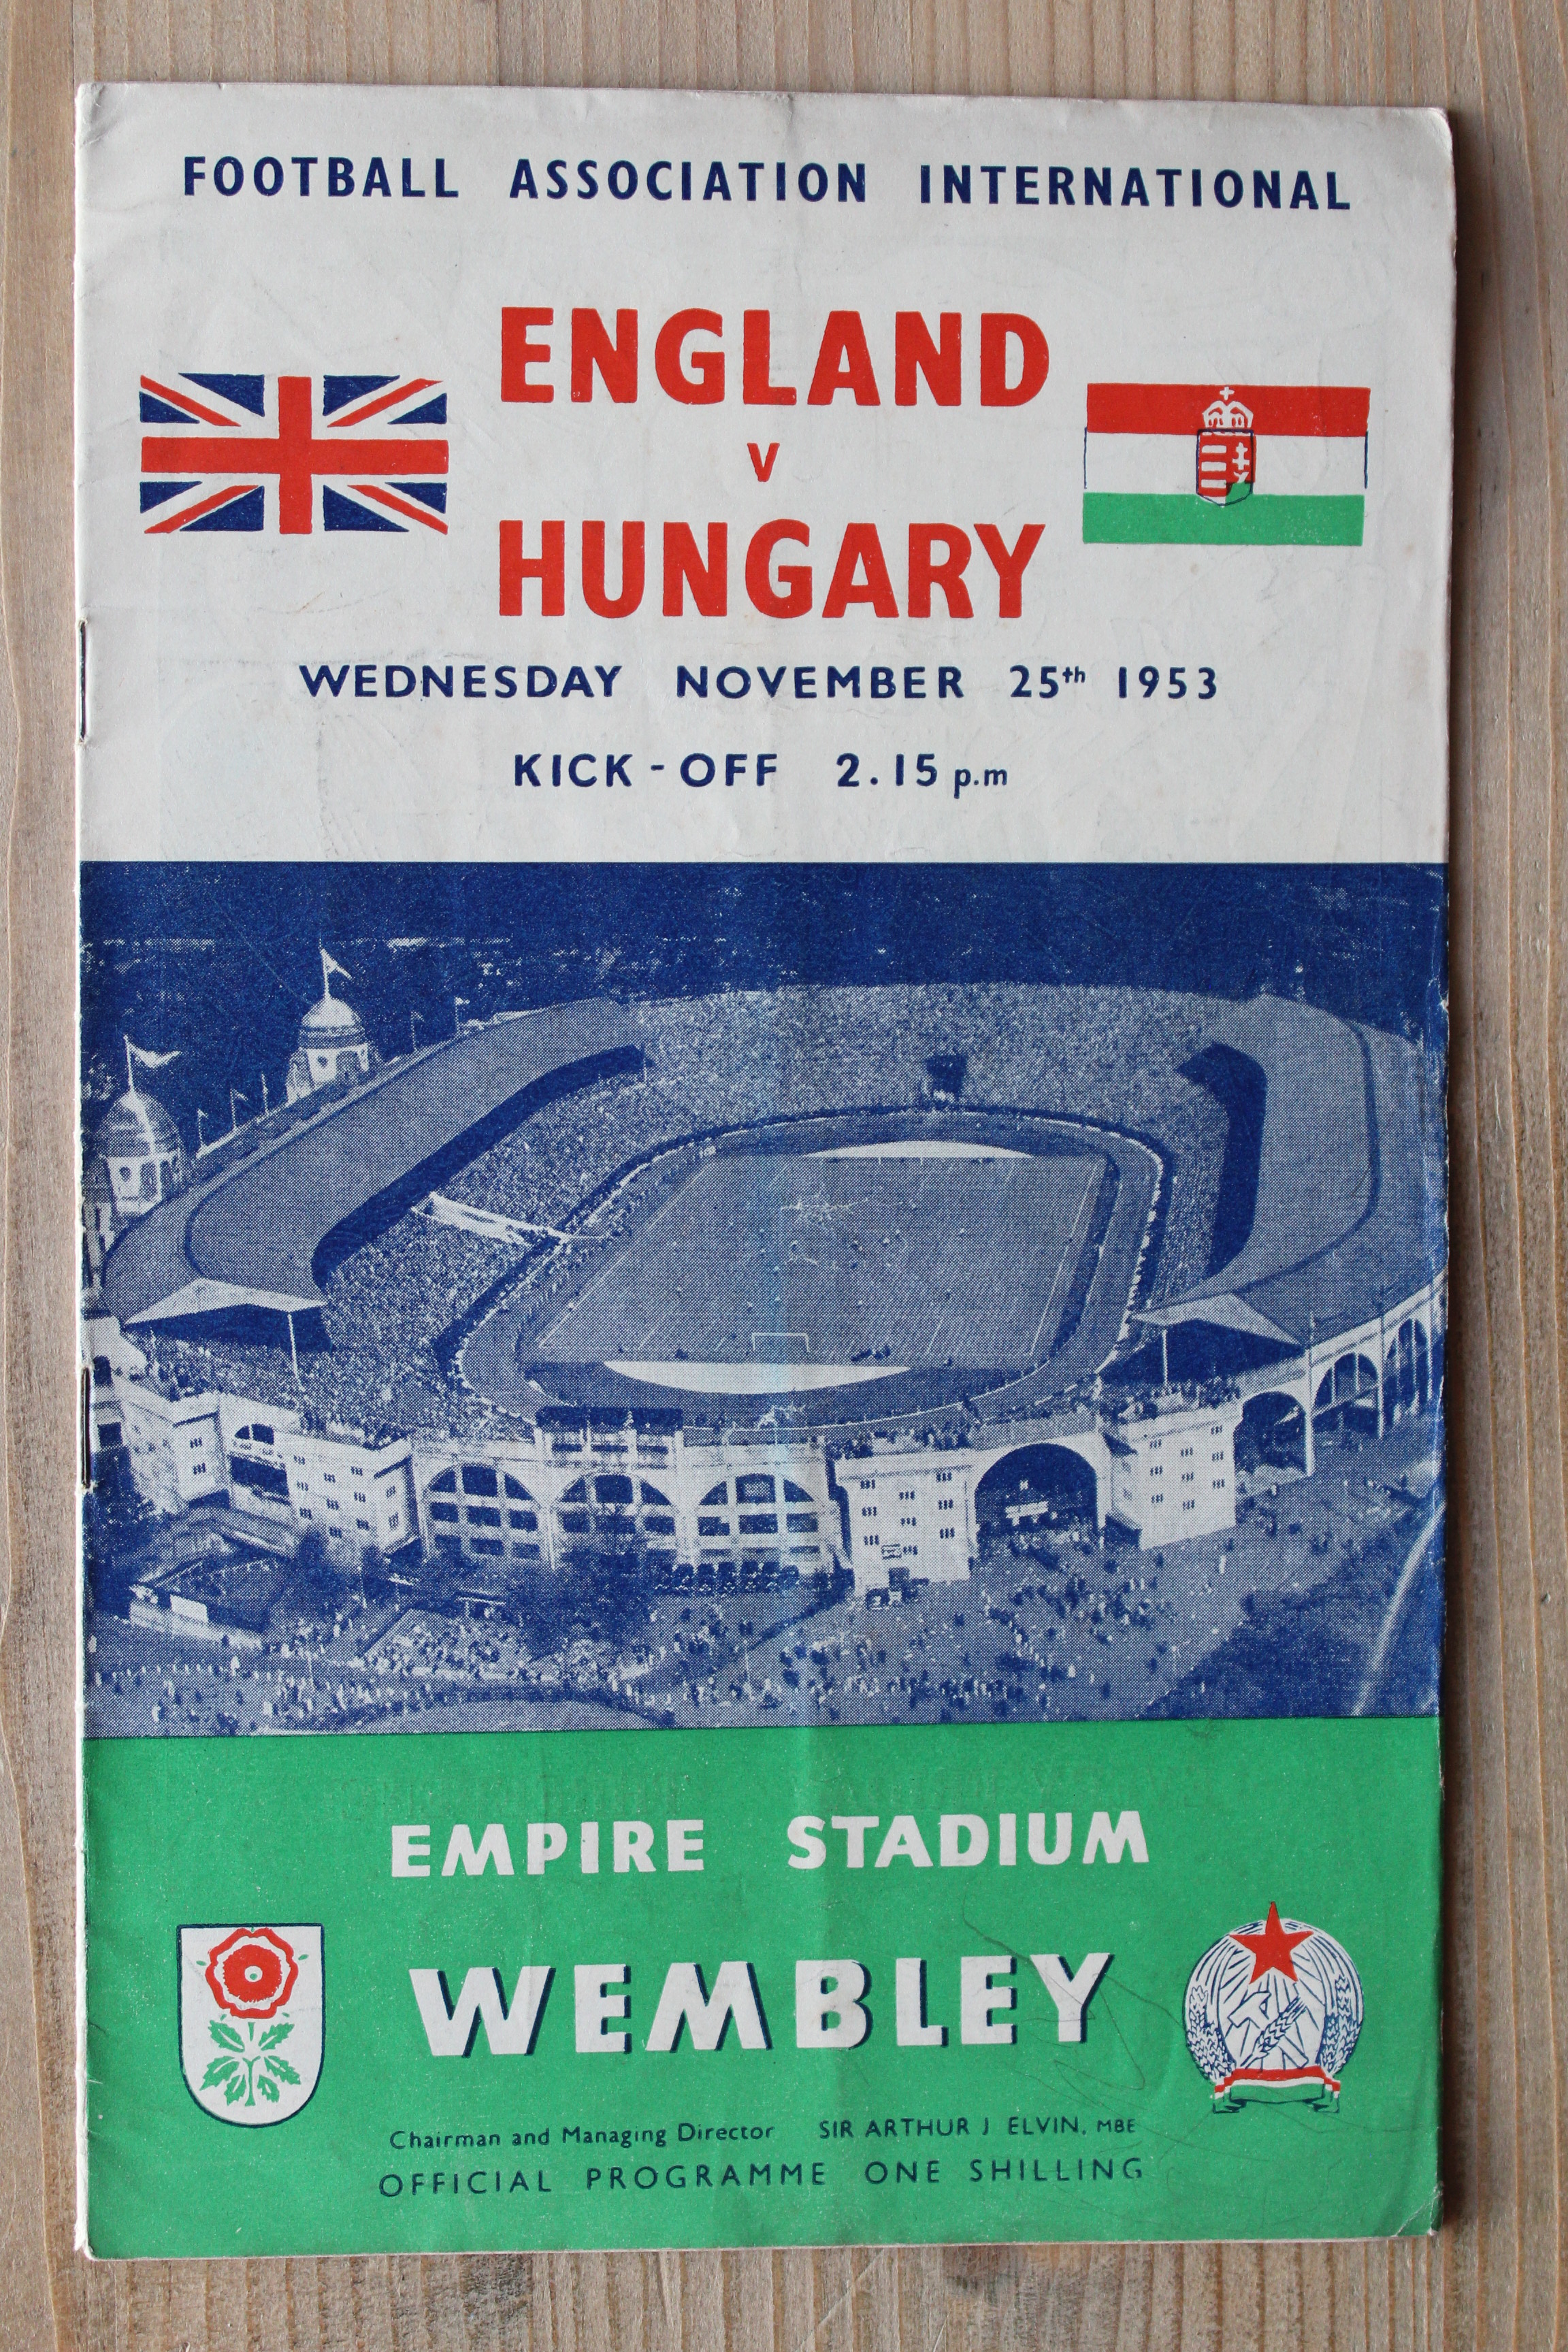 FOOTBALL ASSOCIATION INTERNATIONAL
ENGLAND
v
HUNGARY
WEDNESDAY NOVEMBER 25th 1953
KICK-OFF 2.15 p.m
EMPIRE STADIUM
WEMBLEY
Chairman and Managing Director SIR ARTHUR J ELVIN, MBE
OFFICIAL PROGRAMME ONE SHILLING